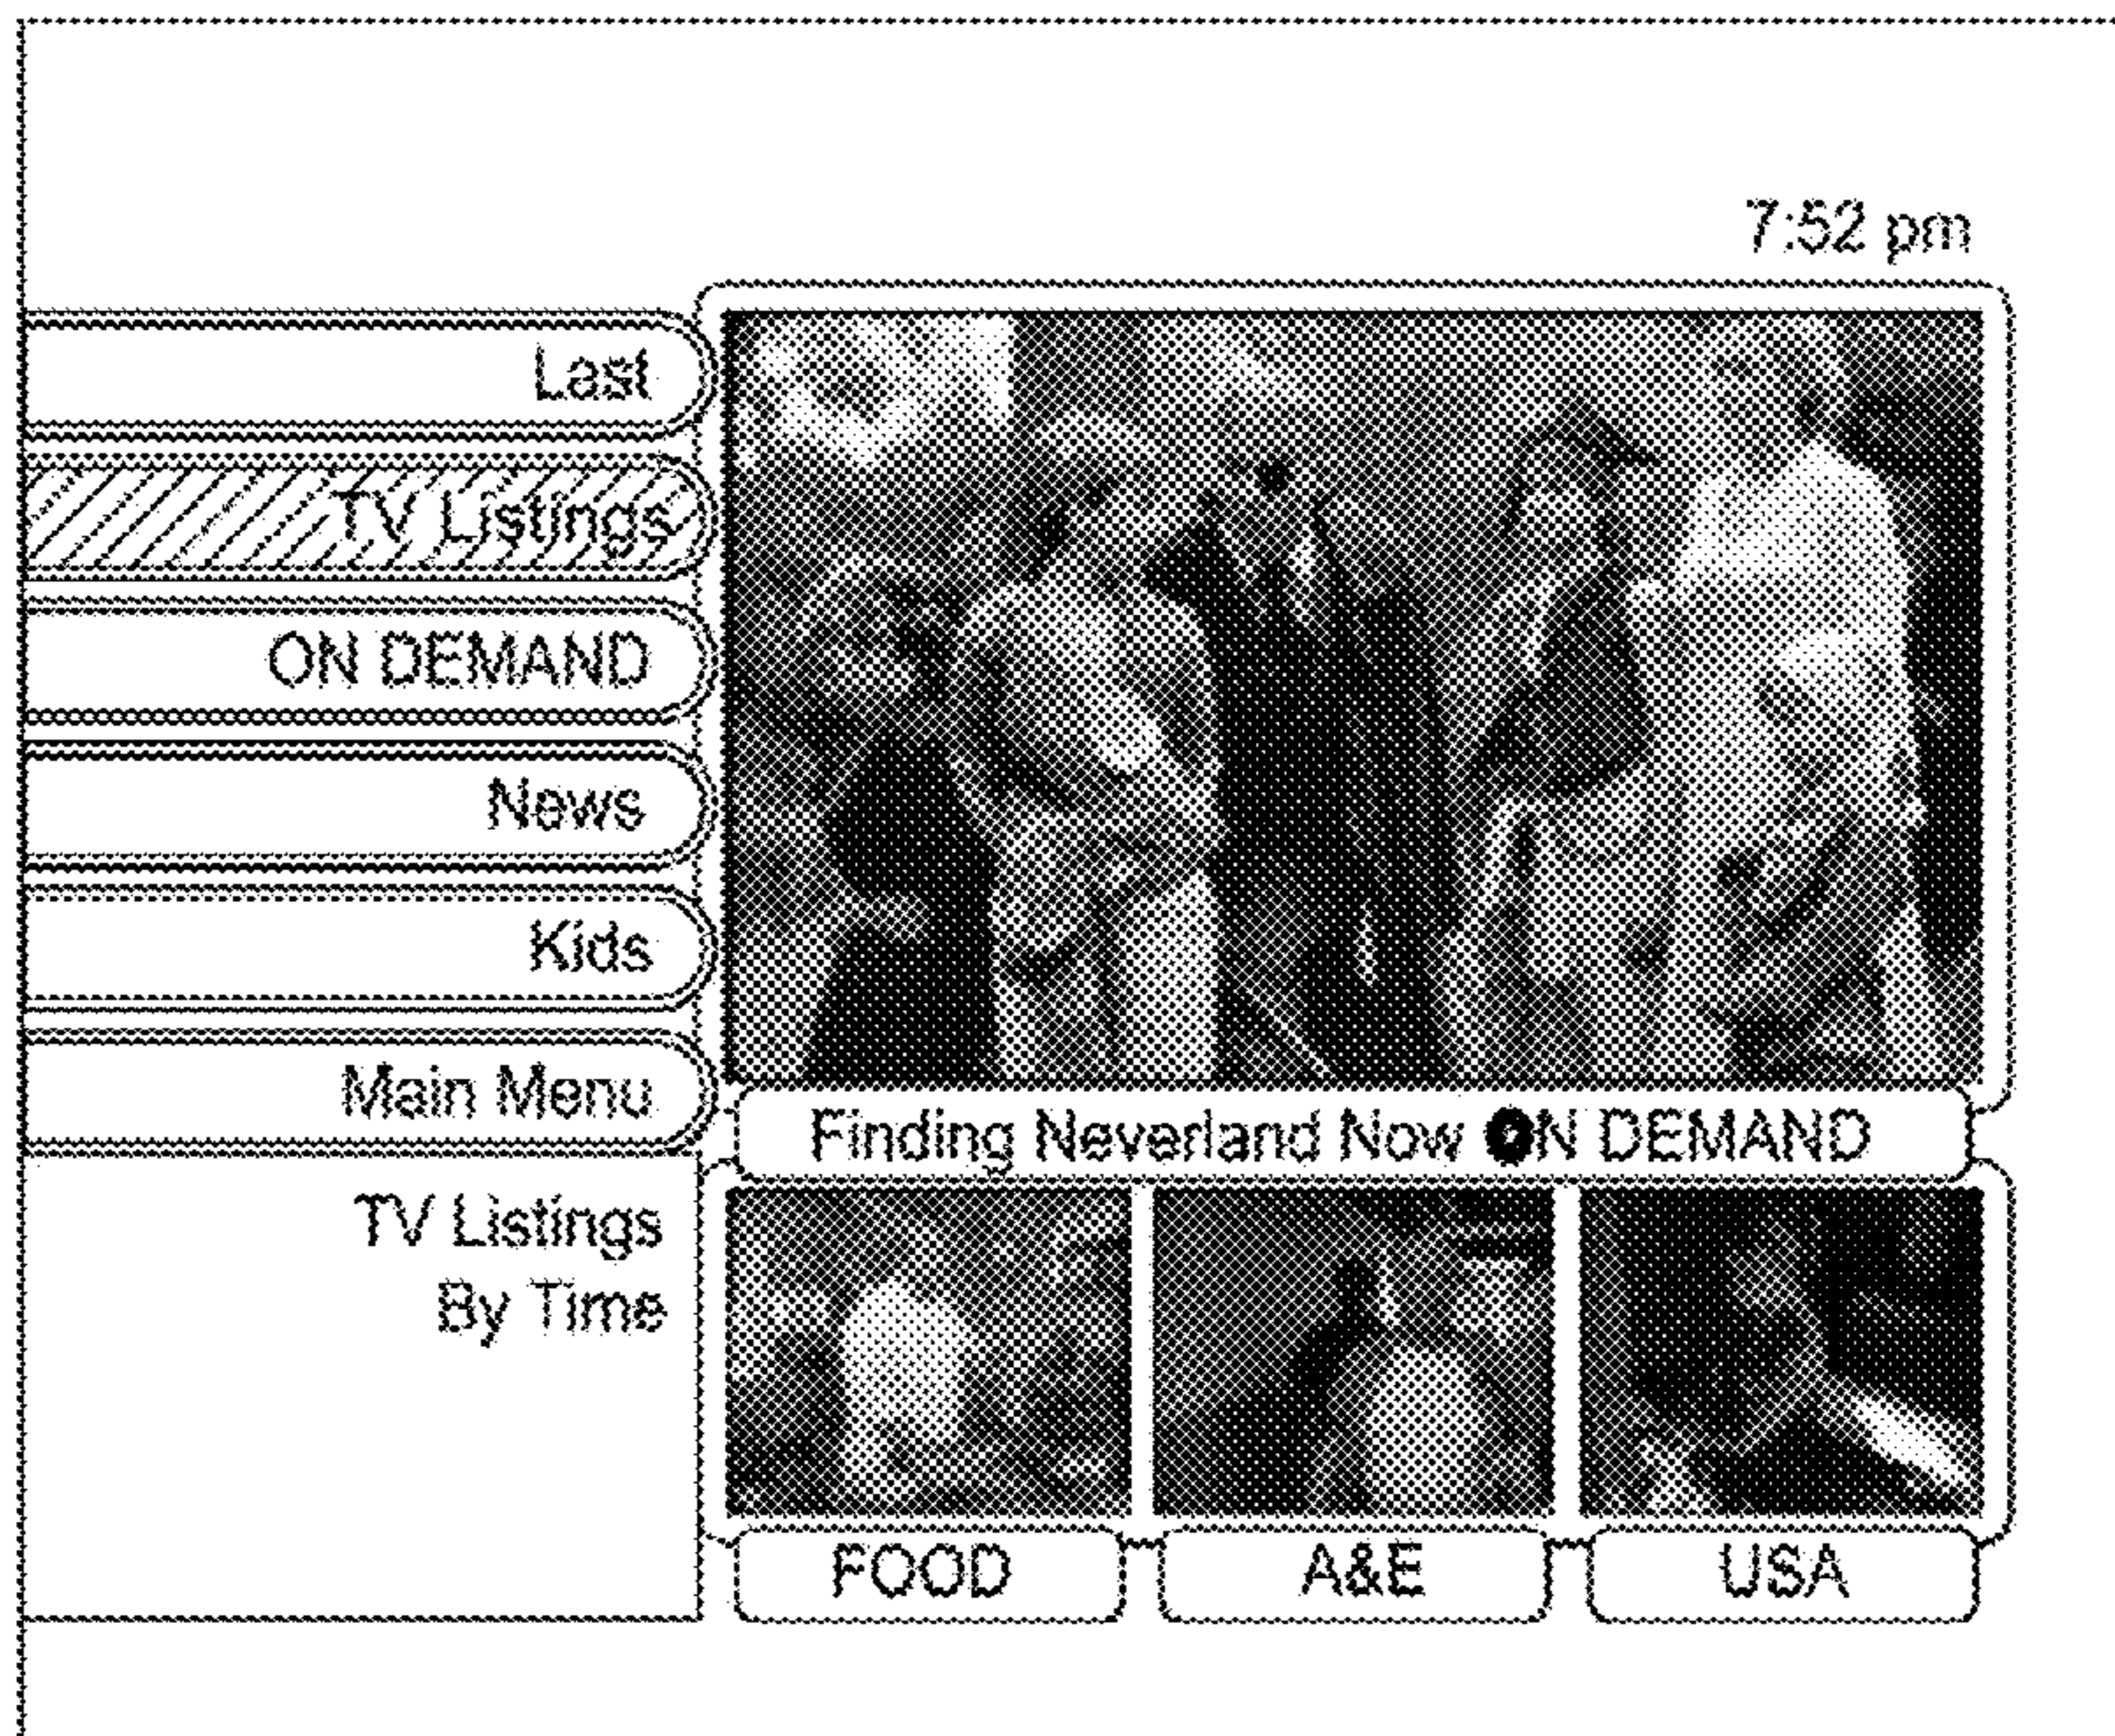 7:52 pm
Last
TV Listings
ON DEMAND
News
Kids
Main Menu
Finding Neverland Now ON DEMAND
TV Listings
By Time
FOOD
A&E
USA